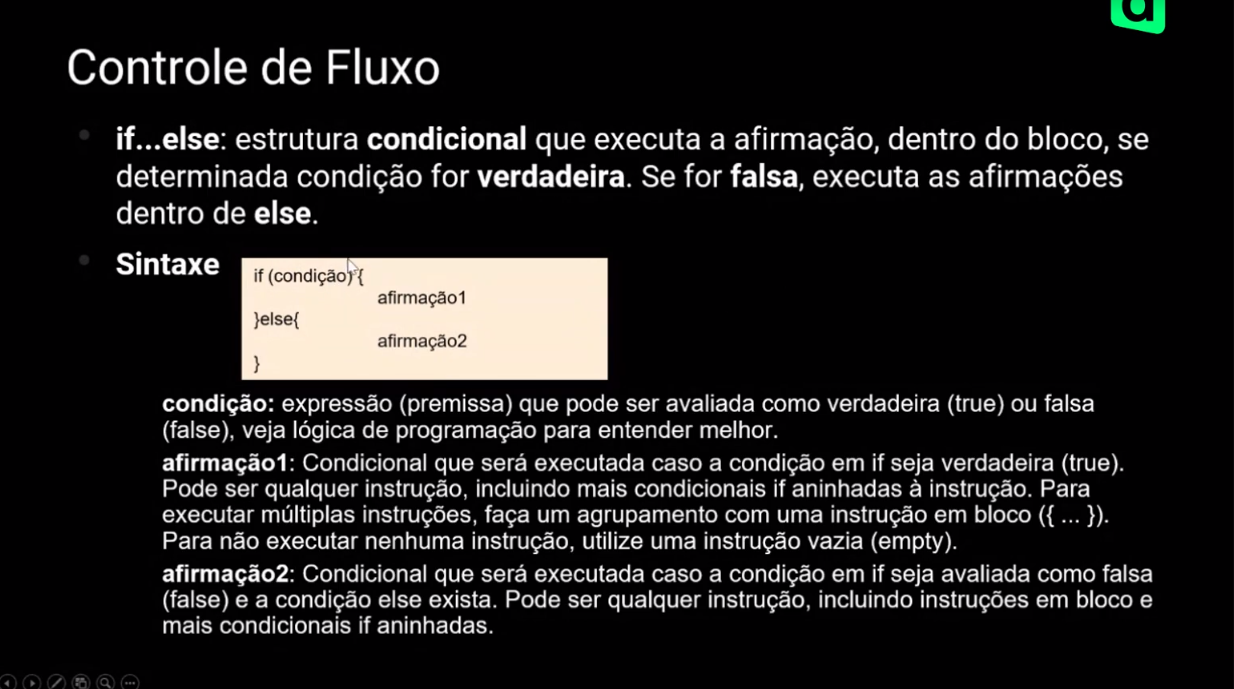 a
Controle de Fluxo
if...else: estrutura condicional que executa a afirmação, dentro do bloco, se
determinada condição for verdadeira. Se for falsa, executa as afirmações
dentro de else.
Sintaxe
if (condição) {
afirmação1
}else{
afirmação2
}
condição: expressão (premissa) que pode ser avaliada como verdadeira (true) ou falsa
(false), veja lógica de programação para entender melhor.
afirmação1: Condicional que será executada caso a condição em if seja verdadeira (true).
Pode ser qualquer instrução, incluindo mais condicionais if aninhadas à instrução. Para
executar múltiplas instruções, faça um agrupamento com uma instrução em bloco ({ ... }).
Para não executar nenhuma instrução, utilize uma instrução vazia (empty).
afirmação2: Condicional que será executada caso a condição em if seja avaliada como falsa
(false) e a condição else exista. Pode ser qualquer instrução, incluindo instruções em bloco e
mais condicionais if aninhadas.